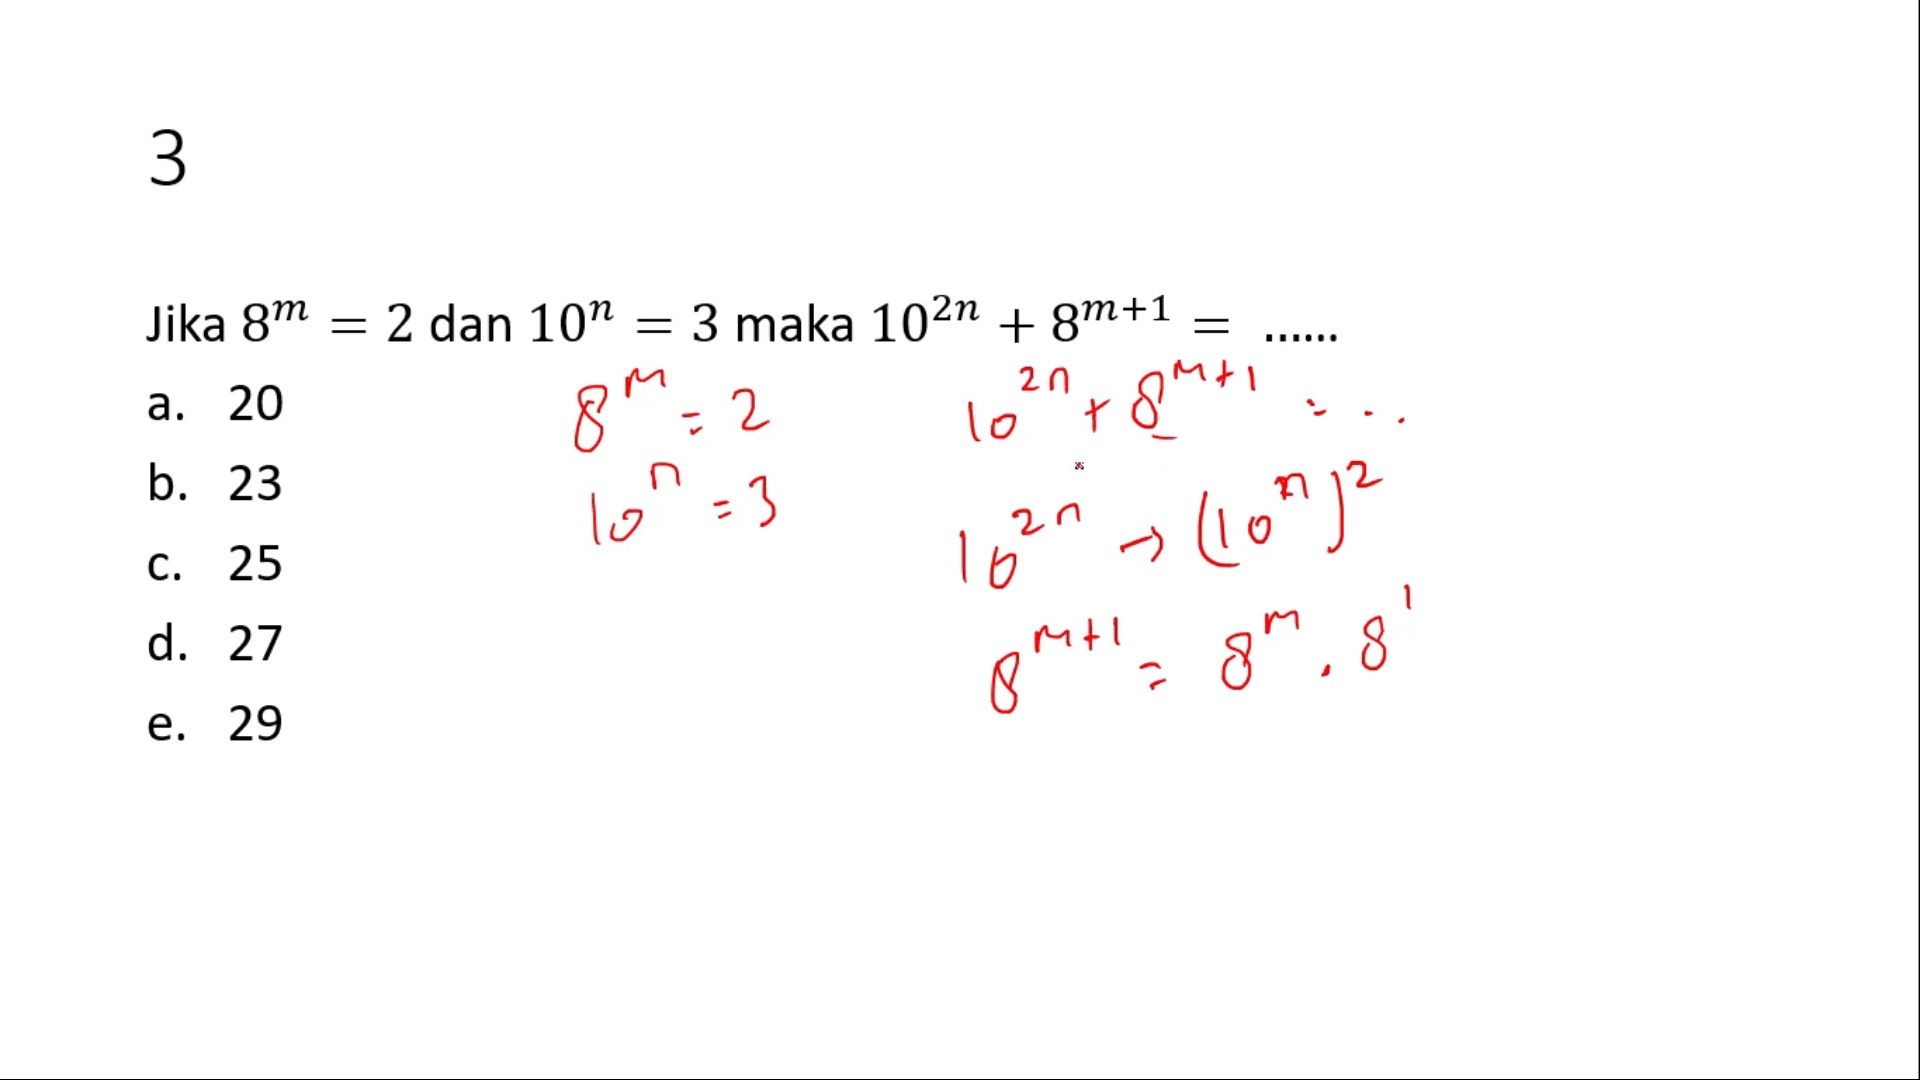 3
Jika 8^m = 2 dan 10^n = 3 maka 10^{2n} + 8^{m+1} = ......
a. 20
b. 23
c. 25
d. 27
e. 29
8^m = 2
10^n = 3
10^{2n} + 8^{m+1} = ...
10^{2n} → (10^n)^2
8^{m+1} = 8^m . 8^1